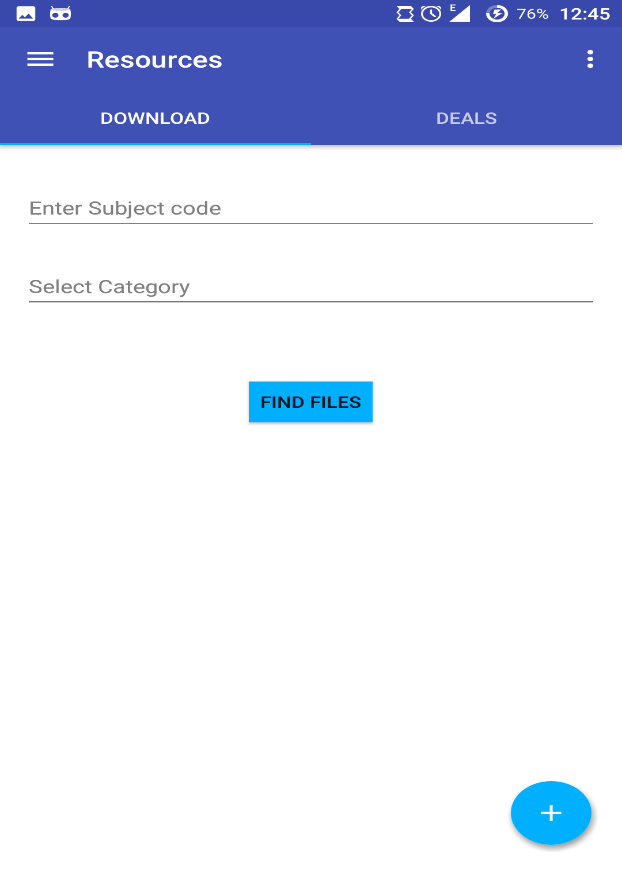 E 76% 12:45
Resources
DOWNLOAD DEALS
Enter Subject code
Select Category
FIND FILES
+